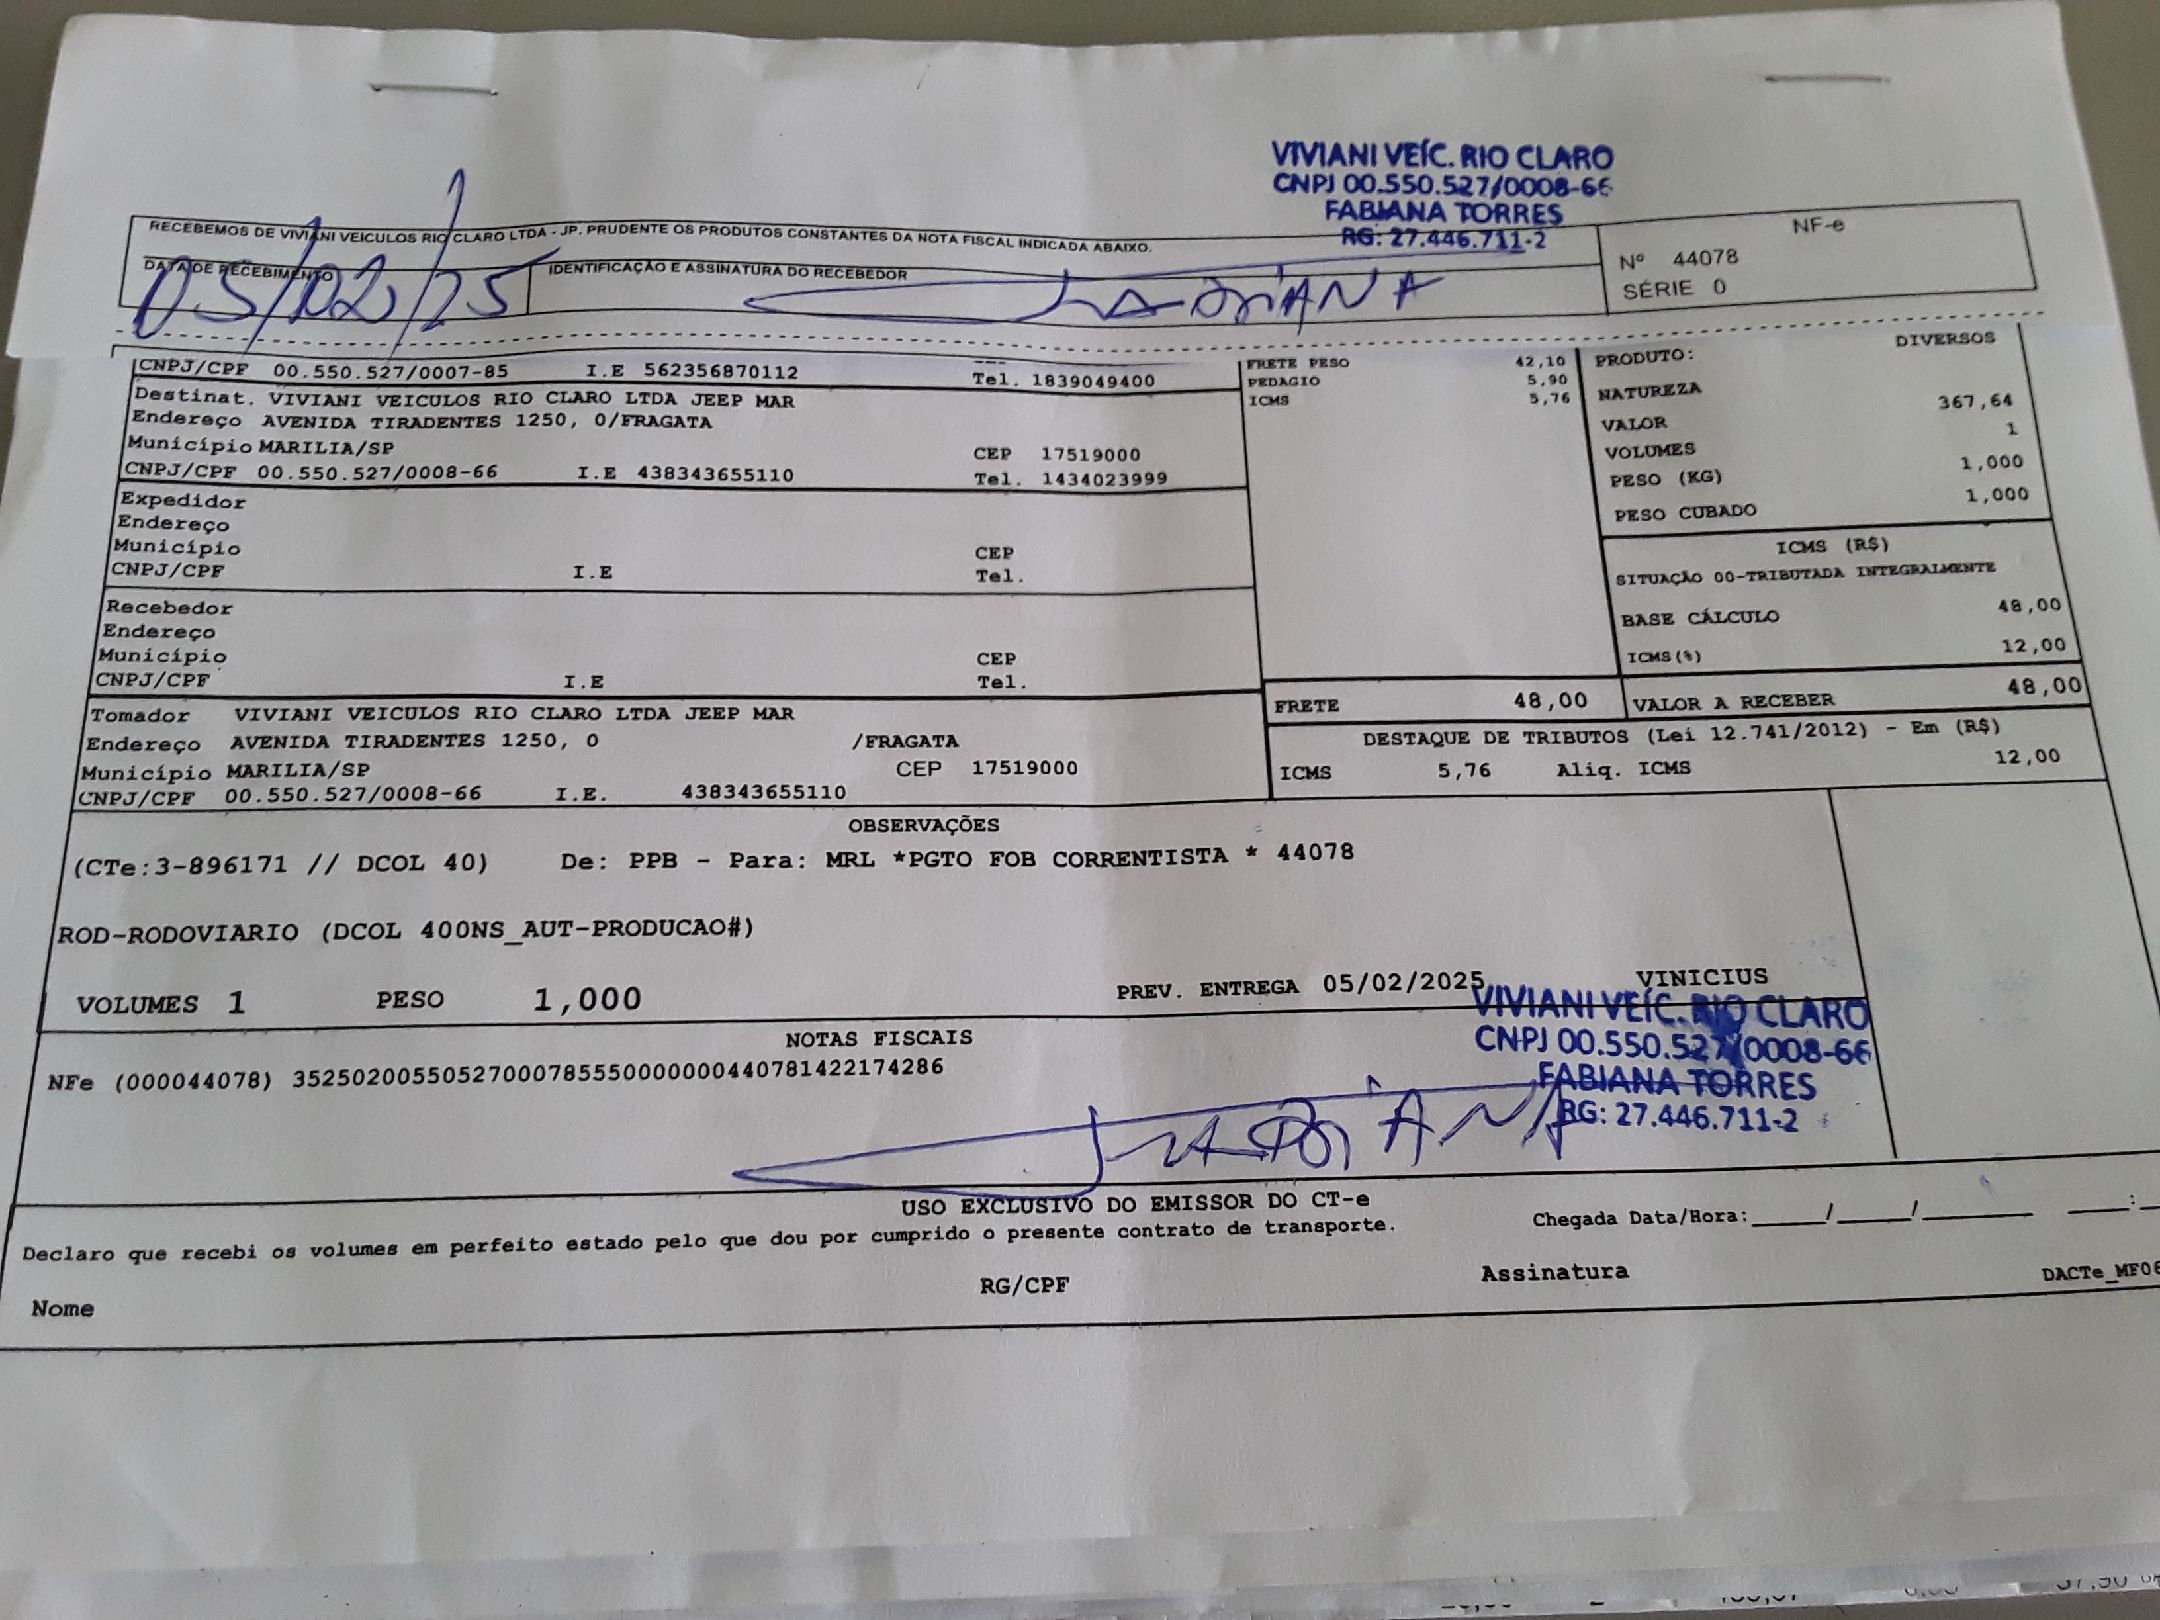 VIVIANI VEÍC. RIO CLARO
CNPJ 00.550.527/0008-66
FABIANA TORRES
RG: 27.446.711-2
RECEBEMOS DE VIVIANI VEICULOS RIO CLARO LTDA - JP. PRUDENTE OS PRODUTOS CONSTANTES DA NOTA FISCAL INDICADA ABAIXO.
NF-e
Nº 44078
SÉRIE 0
DATA DE RECEBIMENTO
IDENTIFICAÇÃO E ASSINATURA DO RECEBEDOR
05/02/25
FABIANA
CNPJ/CPF 00.550.527/0007-85 I.E 562356870112 Tel. 1839049400
Destinat. VIVIANI VEICULOS RIO CLARO LTDA JEEP MAR
Endereço AVENIDA TIRADENTES 1250, 0/FRAGATA
Município MARILIA/SP CEP 17519000
CNPJ/CPF 00.550.527/0008-66 I.E 438343655110 Tel. 1434023999
Expedidor
Endereço
Município CEP
CNPJ/CPF I.E Tel.
Recebedor
Endereço
Município CEP
CNPJ/CPF I.E Tel.
Tomador VIVIANI VEICULOS RIO CLARO LTDA JEEP MAR
Endereço AVENIDA TIRADENTES 1250, 0 /FRAGATA
Município MARILIA/SP CEP 17519000
CNPJ/CPF 00.550.527/0008-66 I.E. 438343655110
FRETE PESO 42,10
PEDAGIO 5,90
ICMS 5,76
PRODUTO: DIVERSOS
NATUREZA
VALOR 367,64
VOLUMES 1
PESO (KG) 1,000
PESO CUBADO 1,000
ICMS (R$)
SITUAÇÃO 00-TRIBUTADA INTEGRALMENTE
BASE CÁLCULO 48,00
ICMS(%) 12,00
FRETE 48,00
VALOR A RECEBER 48,00
DESTAQUE DE TRIBUTOS (Lei 12.741/2012) - Em (R$)
ICMS 5,76 Aliq. ICMS 12,00
OBSERVAÇÕES
(CTe:3-896171 // DCOL 40) De: PPB - Para: MRL *PGTO FOB CORRENTISTA * 44078
ROD-RODOVIARIO (DCOL 400NS_AUT-PRODUCAO#)
VOLUMES 1 PESO 1,000 PREV. ENTREGA 05/02/2025 VINICIUS
NOTAS FISCAIS
NFe (000044078) 35250200550527000785550000000440781422174286
VIVIANI VEÍC. RIO CLARO
CNPJ 00.550.527/0008-66
FABIANA TORRES
RG: 27.446.711-2
FABIANA
USO EXCLUSIVO DO EMISSOR DO CT-e
Declaro que recebi os volumes em perfeito estado pelo que dou por cumprido o presente contrato de transporte.
Chegada Data/Hora:_____/_____/_______ ____:_
Nome RG/CPF Assinatura DACTe_MF06